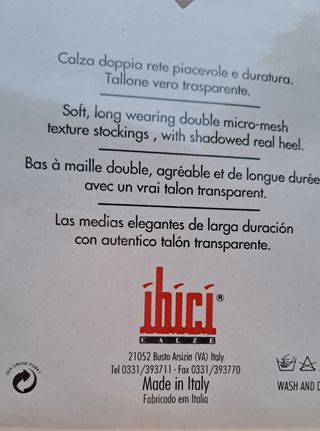 Calza doppia rete piacevole e duratura.
Tallone vero trasparente.
Soft, long wearing double micro-mesh
texture stockings , with shadowed real heel.
Bas à maille double, agréable et de longue durée
avec un vrai talon transparent.
Las medias elegantes de larga duración
con autentico talón transparente.
ibici®
CALZE
21052 Busto Arsizio (VA) Italy
Tel 0331/393711 - Fax 0331/393770
Made in Italy
Fabricado em Italia
DER GRÜNE PUNKT
WASH AND D